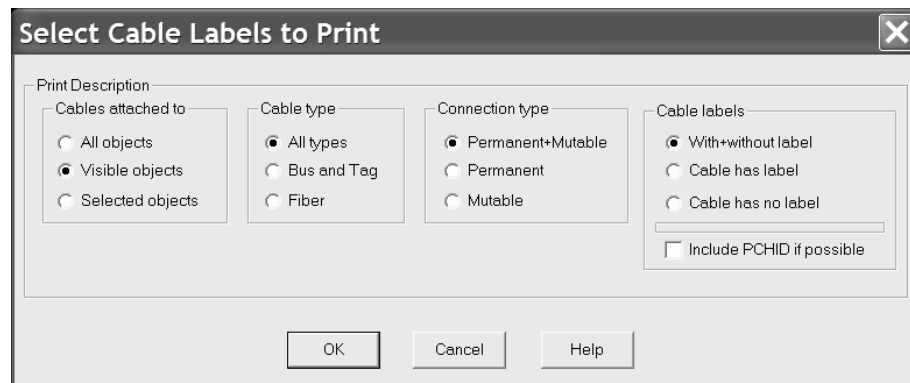 Select Cable Labels to Print
Print Description
Cables attached to
All objects
Visible objects
Selected objects
Cable type
All types
Bus and Tag
Fiber
Connection type
Permanent+Mutable
Permanent
Mutable
Cable labels
With+without label
Cable has label
Cable has no label
Include PCHID if possible
OK
Cancel
Help